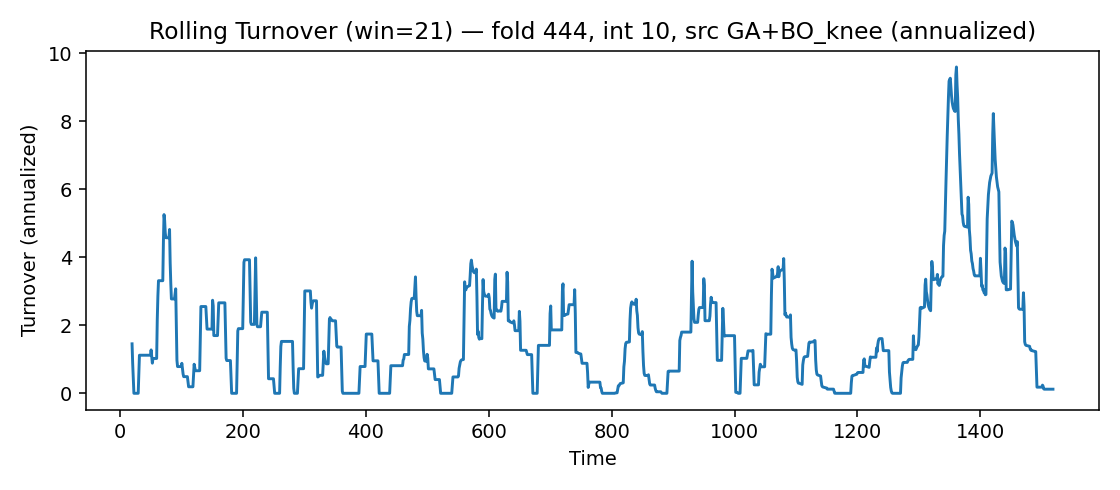 Rolling Turnover (win=21) — fold 444, int 10, src GA+BO_knee (annualized)
Turnover (annualized)
10
8
6
4
2
0
0 200 400 600 800 1000 1200 1400
Time